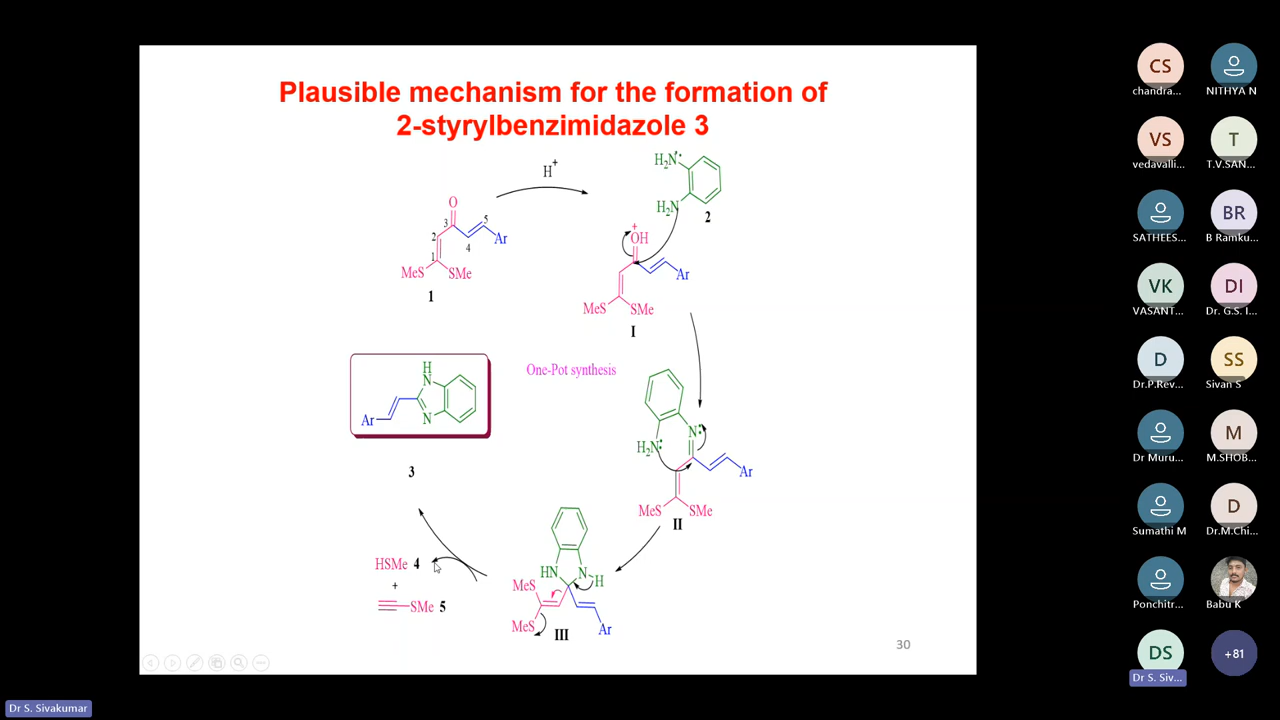 Plausible mechanism for the formation of
2-styrylbenzimidazole 3
H+
O
3
5
2
4
Ar
1
MeS
SMe
1
H2N
H2N
2
+
OH
Ar
MeS
SMe
I
One-Pot synthesis
H
N
N
Ar
3
N
H2N
Ar
MeS
SMe
II
HSMe 4
+
SMe 5
HN
N
H
MeS
MeS
Ar
III
30
CS
chandra...
NITHYA N
VS
vedavalli...
T
T.V.SAN...
SATHEES...
BR
B Ramku...
VK
VASANT...
DI
Dr. G.S. I...
D
Dr.P.Rev...
SS
Sivan S
Dr Muru...
M
M.SHOB...
Sumathi M
D
Dr.M.Chi...
Ponchitr...
Babu K
DS
Dr S. Siv...
+81
Dr S. Sivakumar